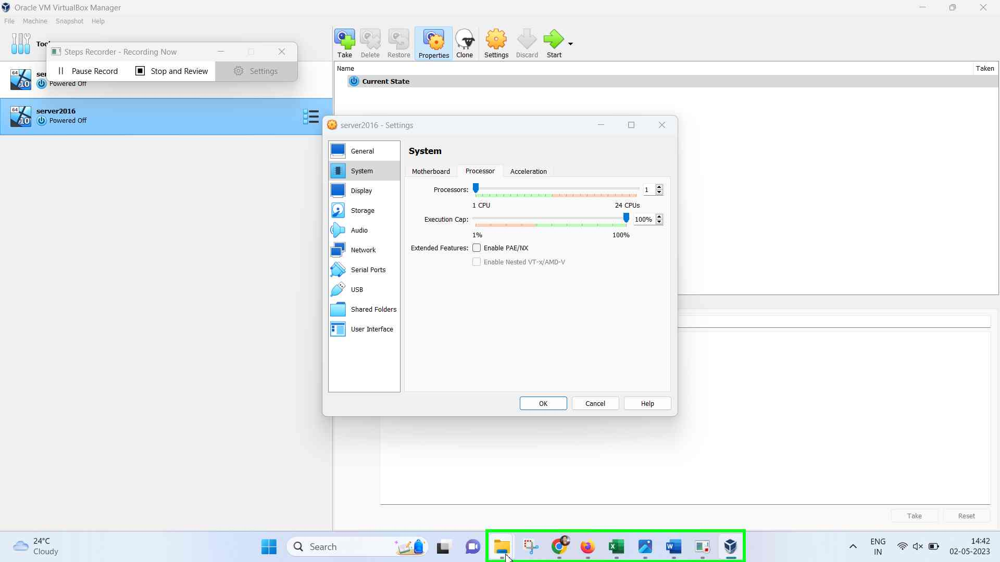 Oracle VM VirtualBox Manager
File Machine Snapshot Help
Steps Recorder - Recording Now
Pause Record Stop and Review Settings
Powered Off
server2016
Powered Off
Take Delete Restore Properties Clone Settings Discard Start
Name Taken
Current State
server2016 - Settings
General
System
Display
Storage
Audio
Network
Serial Ports
USB
Shared Folders
User Interface
System
Motherboard Processor Acceleration
Processors: 1
1 CPU 24 CPUs
Execution Cap: 100%
1% 100%
Extended Features: Enable PAE/NX
Enable Nested VT-x/AMD-V
OK Cancel Help
Take Reset
24°C
Cloudy
Search
ENG
IN
14:42
02-05-2023